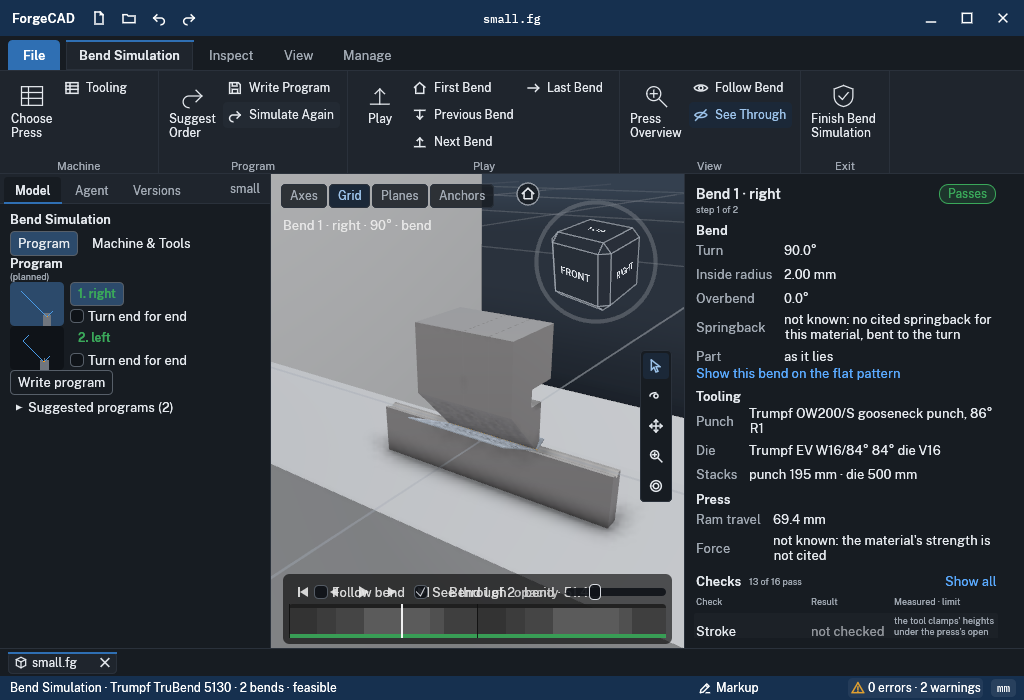 ForgeCAD
small.fg
File
Bend Simulation
Inspect
View
Manage
Choose Press
Tooling
Machine
Suggest Order
Write Program
Simulate Again
Program
Play
First Bend
Previous Bend
Next Bend
Last Bend
Play
Press Overview
Follow Bend
See Through
View
Finish Bend Simulation
Exit
Model
Agent
Versions
small
Bend Simulation
Program
Machine & Tools
Program
(planned)
1. right
Turn end for end
2. left
Turn end for end
Write program
Suggested programs (2)
Axes
Grid
Planes
Anchors
Bend 1 · right · 90° · bend
FRONT
RIGHT
Follow bend
See through
Bend 1 of 2 · bend
Bend 1 · right
Passes
step 1 of 2
Bend
Turn 90.0°
Inside radius 2.00 mm
Overbend 0.0°
Springback not known: no cited springback for
this material, bent to the turn
Part as it lies
Show this bend on the flat pattern
Tooling
Punch Trumpf OW200/S gooseneck punch, 86°
R1
Die Trumpf EV W16/84° 84° die V16
Stacks punch 195 mm · die 500 mm
Press
Ram travel 69.4 mm
Force not known: the material's strength is
not cited
Checks 13 of 16 pass Show all
Check Result Measured · limit
Stroke not checked the tool clamps' heights
under the press's open
small.fg
Bend Simulation · Trumpf TruBend 5130 · 2 bends · feasible
Markup
0 errors · 2 warnings
mm